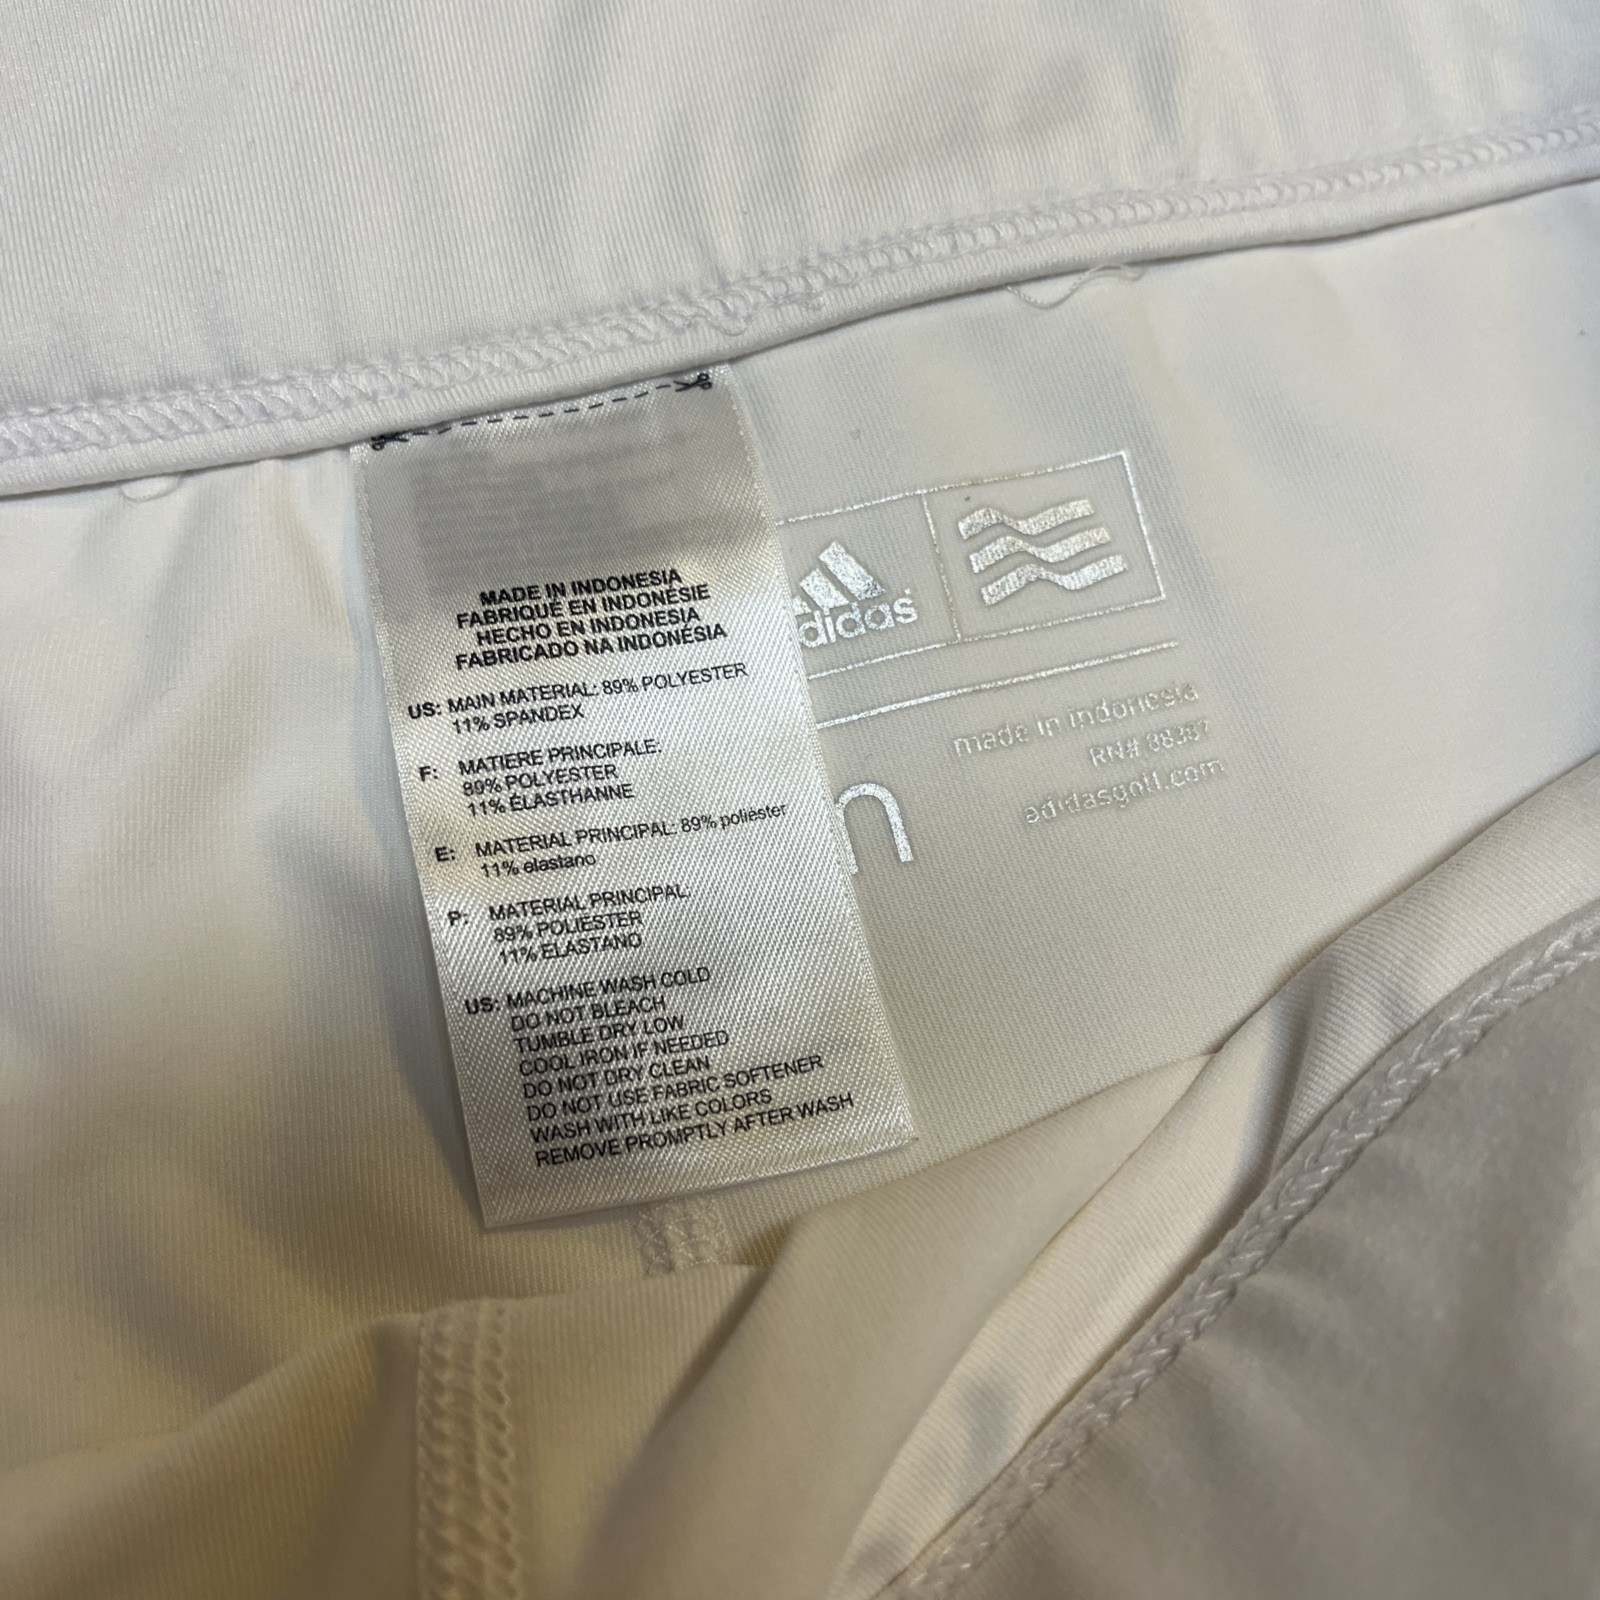 MADE IN INDONESIA
FABRIQUÉ EN INDONÉSIE
HECHO EN INDONESIA
FABRICADO NA INDONÉSIA
US: MAIN MATERIAL: 89% POLYESTER
11% SPANDEX
F: MATIERE PRINCIPALE:
89% POLYESTER
11% ÉLASTHANNE
E: MATERIAL PRINCIPAL: 89% poliéster
11% elastano
P: MATERIAL PRINCIPAL:
89% POLIÉSTER
11% ELASTANO
US: MACHINE WASH COLD
DO NOT BLEACH
TUMBLE DRY LOW
COOL IRON IF NEEDED
DO NOT DRY CLEAN
DO NOT USE FABRIC SOFTENER
WASH WITH LIKE COLORS
REMOVE PROMPTLY AFTER WASH
adidas
made in indonesia
RN# 88387
adidasgolf.com
n